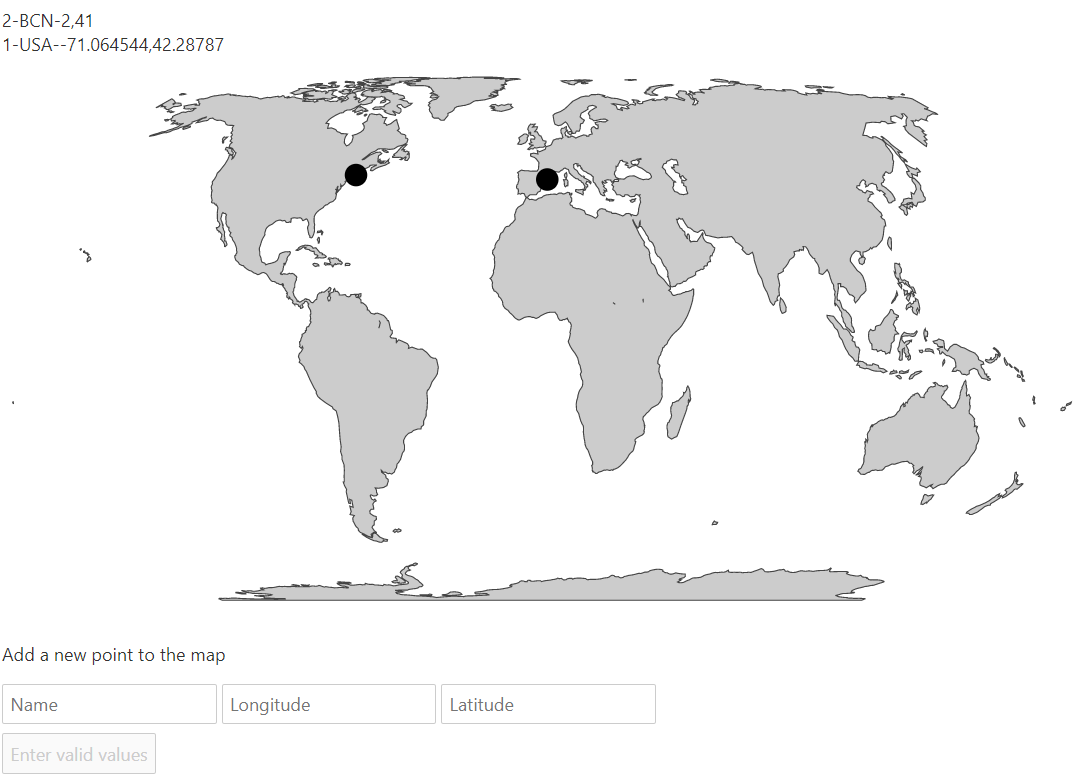 2-BCN-2,41
1-USA--71.064544,42.28787
Add a new point to the map
Name
Longitude
Latitude
Enter valid values